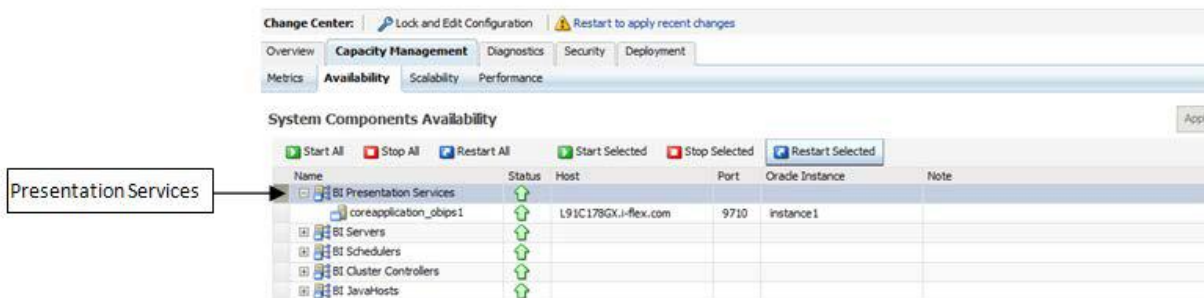 Change Center: Lock and Edit Configuration Restart to apply recent changes
Overview Capacity Management Diagnostics Security Deployment
Metrics Availability Scalability Performance
System Components Availability App
Start All Stop All Restart All Start Selected Stop Selected Restart Selected
Name Status Host Port Oracle Instance Note
Presentation Services BI Presentation Services
coreapplication_obips1 L91C178GX.i-flex.com 9710 instance1
BI Servers
BI Schedulers
BI Cluster Controllers
BI JavaHosts